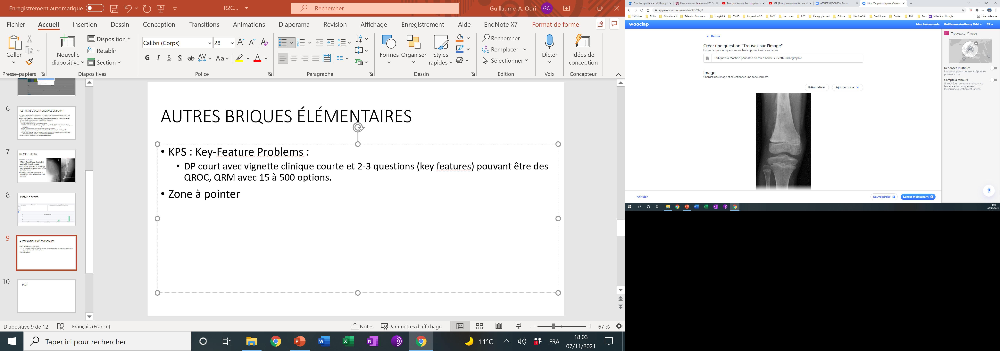 Enregistrement automatique
R2C...
Rechercher
Guillaume-A. Odri
GO
Fichier
Accueil
Insertion
Dessin
Conception
Transitions
Animations
Diaporama
Révision
Affichage
Enregistrement
Aide
EndNote X7
Format de forme
Coller
Nouvelle
diapositive
Disposition
Rétablir
Section
Calibri (Corps)
28
G I S S ab AV Aa A
Formes
Organiser
Styles
rapides
Rechercher
Remplacer
Sélectionner
Dicter
Idées de
conception
Presse-papiers
Diapositives
Police
Paragraphe
Dessin
Édition
Voix
Concepteur
6
TCS : TESTS DE CONCORDANCE DE SCRIPT
7
EXEMPLE DE TCS
8
EXEMPLE DE TCS
9
AUTRES BRIQUES ÉLÉMENTAIRES
10
ECOS
AUTRES BRIQUES ÉLÉMENTAIRES
• KPS : Key-Feature Problems :
• DP court avec vignette clinique courte et 2-3 questions (key features) pouvant être des
QROC, QRM avec 15 à 500 options.
• Zone à pointer
Diapositive 9 de 12
Français (France)
Notes
Paramètres d'affichage
67 %
Taper ici pour rechercher
11°C
FRA
18:03
07/11/2021
Courrier - guillaume.odri@aphp.
Ressources sur la réforme R2C S
Pourquoi évaluer les compétenc
KFP (Pourquoi-comment) : Jean-
ATELIERS DOCIMO - Zoom
https://app.wooclap.com/events
app.wooclap.com/events/ZADZNZ/0
Utilitaires
Biblio
Administratif
Sélection Astronaut...
Longévité
COVID
Impression 3D
MOC
Sarcomes
R2C
Pedagogie med
Culture
Histoire-Géo
Statistiques
Coréen
Philo
Fac
Aides à la chirurgie...
Liste de lecture
wooclap
Mes événements
Guillaume-Anthony Odri
FR
Retour
Créer une question "Trouvez sur l'image"
Entrez la question que vous souhaitez poser à votre audience
Indiquez la réaction périostée en feu d'herbe sur cette radiographie
Image
Chargez une image et sélectionnez une zone correcte
Réinitialiser
Ajouter zone
Annuler
Sauvegarder
Lancer maintenant
Trouvez sur l'image
Réponses multiples
Les participants pourront répondre
plusieurs fois
Compte à rebours
Si coché, un compte à rebours se
lancera automatiquement
lorsqu'une question est lancée.
?
18:03
07/11/2021